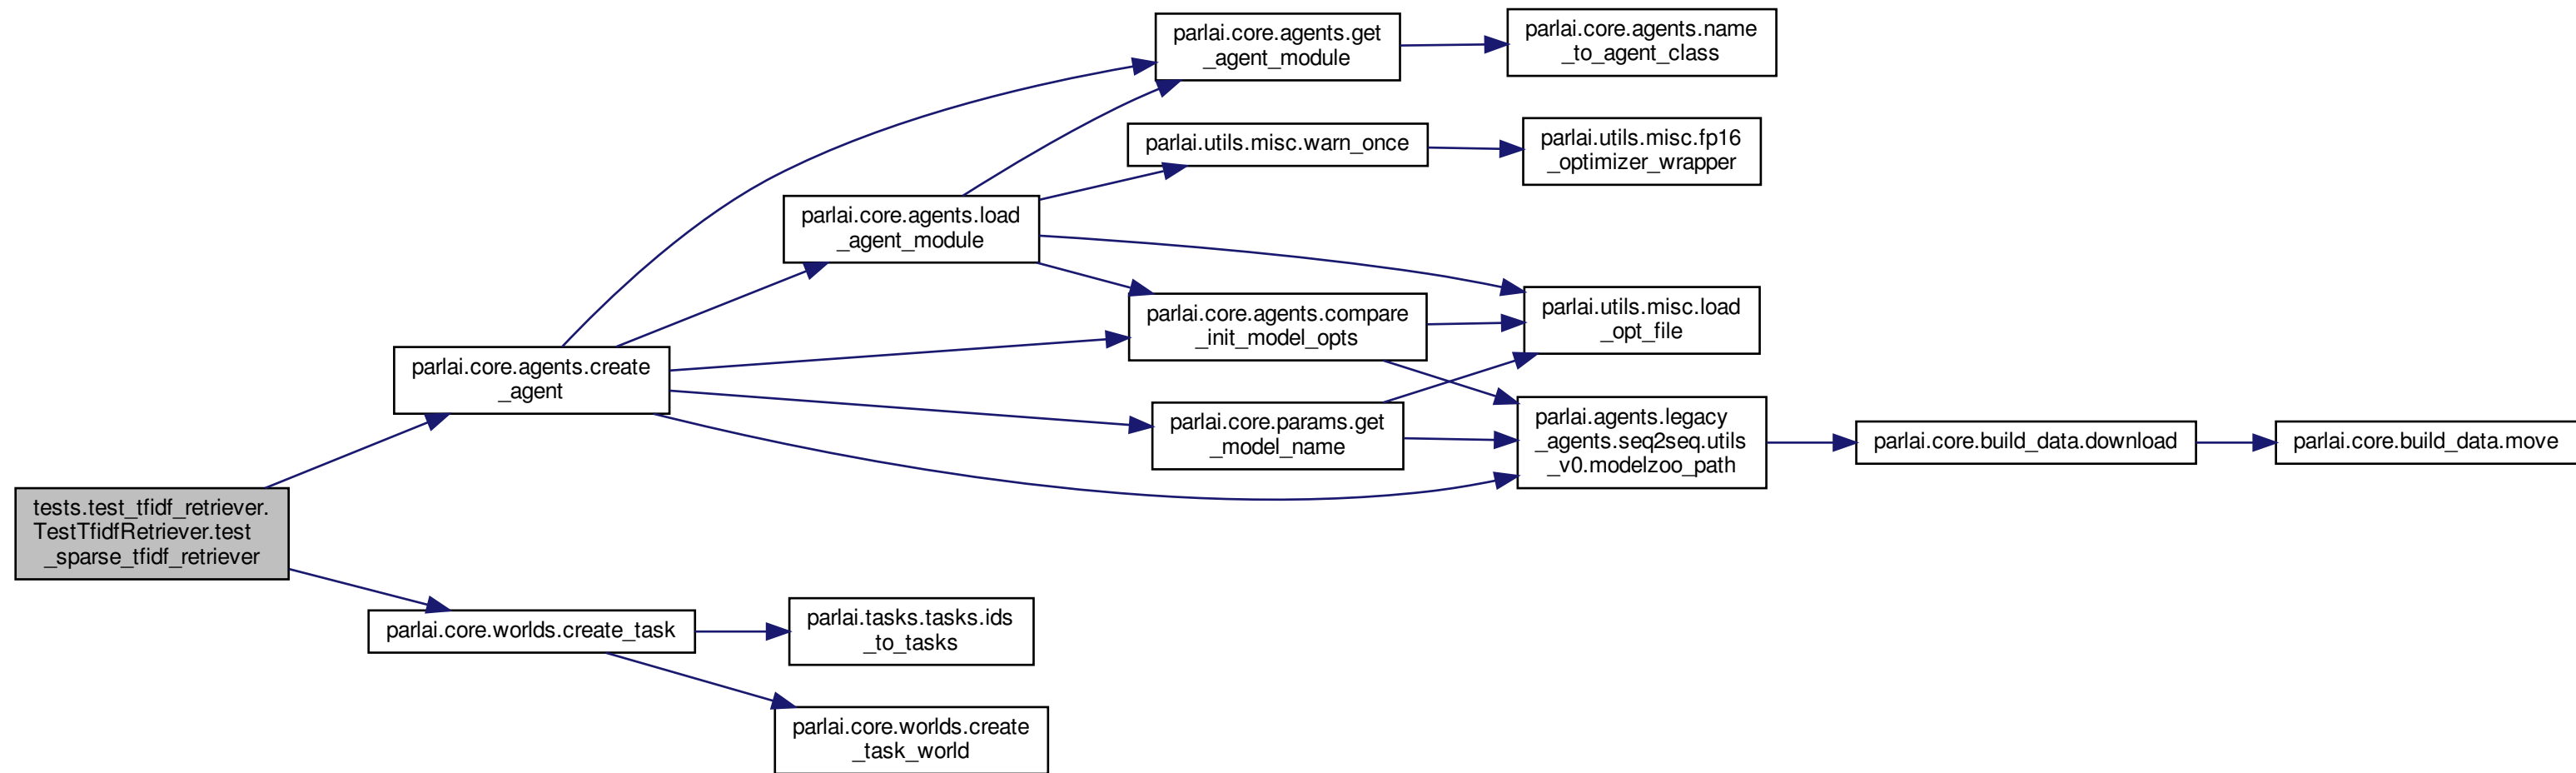 parlai.core.agents.get
_agent_module
parlai.core.agents.name
_to_agent_class
parlai.utils.misc.warn_once
parlai.utils.misc.fp16
_optimizer_wrapper
parlai.core.agents.load
_agent_module
parlai.core.agents.compare
_init_model_opts
parlai.utils.misc.load
_opt_file
parlai.core.agents.create
_agent
parlai.core.params.get
_model_name
parlai.agents.legacy
_agents.seq2seq.utils
_v0.modelzoo_path
parlai.core.build_data.download
parlai.core.build_data.move
tests.test_tfidf_retriever.
TestTfidfRetriever.test
_sparse_tfidf_retriever
parlai.core.worlds.create_task
parlai.tasks.tasks.ids
_to_tasks
parlai.core.worlds.create
_task_world